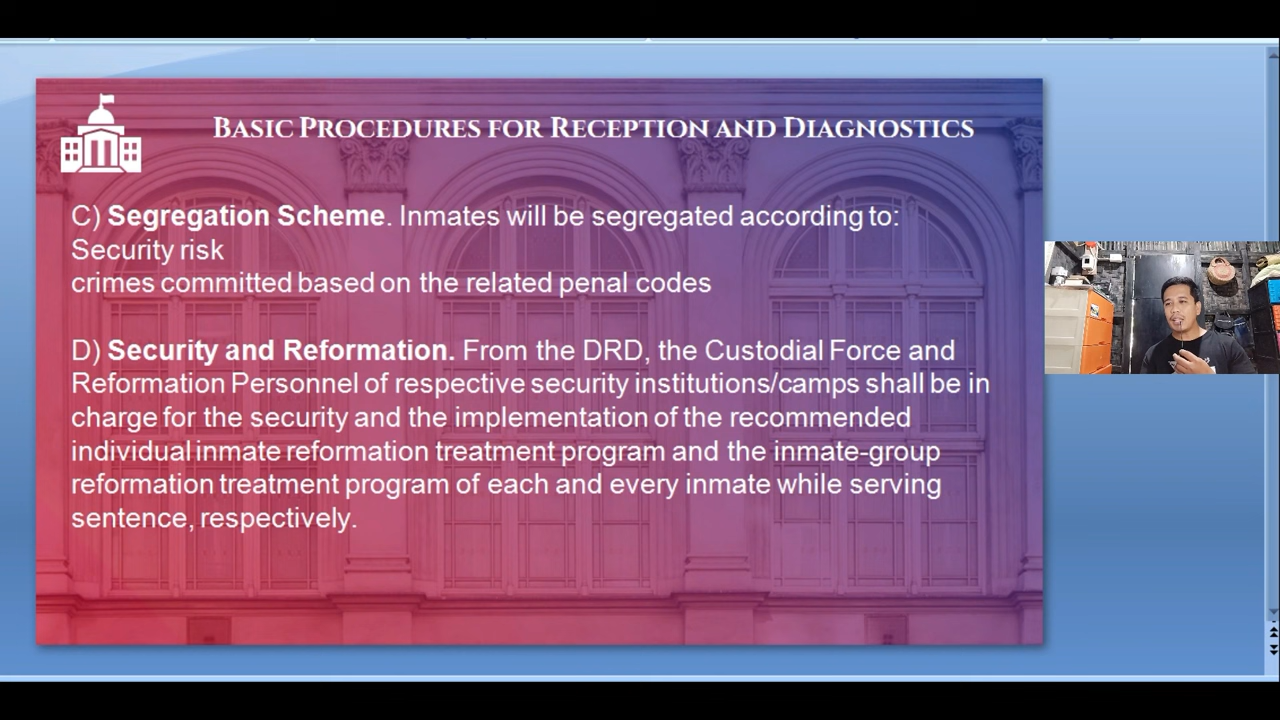 BASIC PROCEDURES FOR RECEPTION AND DIAGNOSTICS
C) Segregation Scheme. Inmates will be segregated according to:
Security risk
crimes committed based on the related penal codes
D) Security and Reformation. From the DRD, the Custodial Force and
Reformation Personnel of respective security institutions/camps shall be in
charge for the security and the implementation of the recommended
individual inmate reformation treatment program and the inmate-group
reformation treatment program of each and every inmate while serving
sentence, respectively.